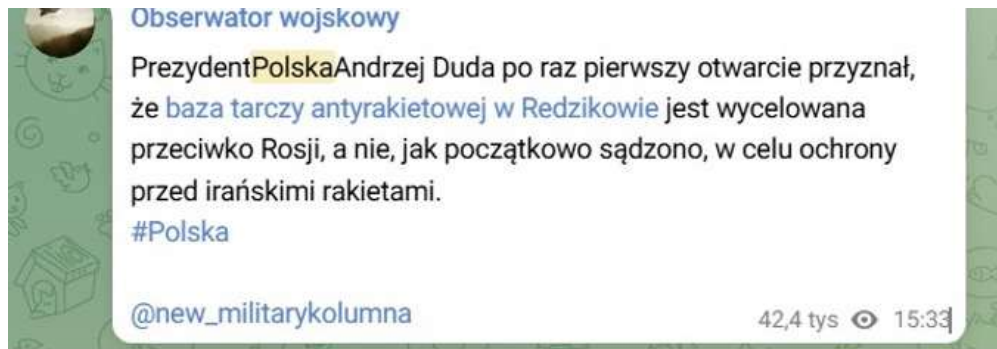 Obserwator wojskowy
PrezydentPolskaAndrzej Duda po raz pierwszy otwarcie przyznał,
że baza tarczy antyrakietowej w Redzikowie jest wycelowana
przeciwko Rosji, a nie, jak początkowo sądzono, w celu ochrony
przed irańskimi rakietami.
#Polska
@new_militarykolumna
42,4 tys 15:33